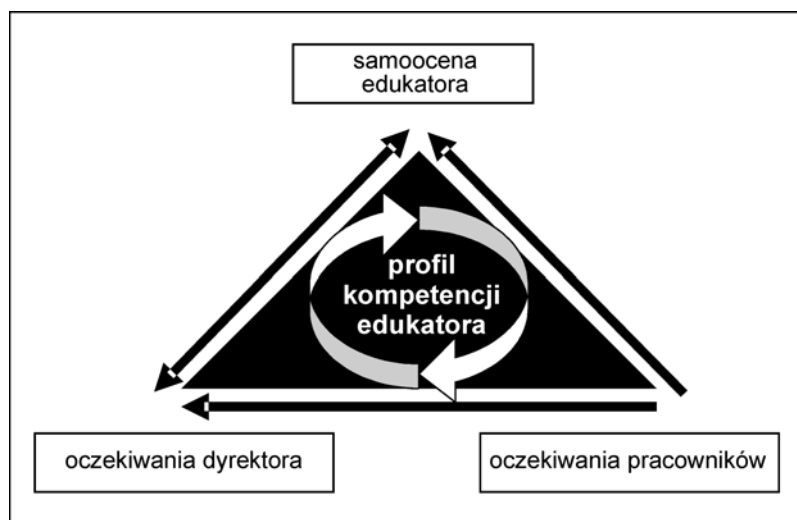 samoocena
edukatora
profil
kompetencji
edukatora
oczekiwania dyrektora
oczekiwania pracowników